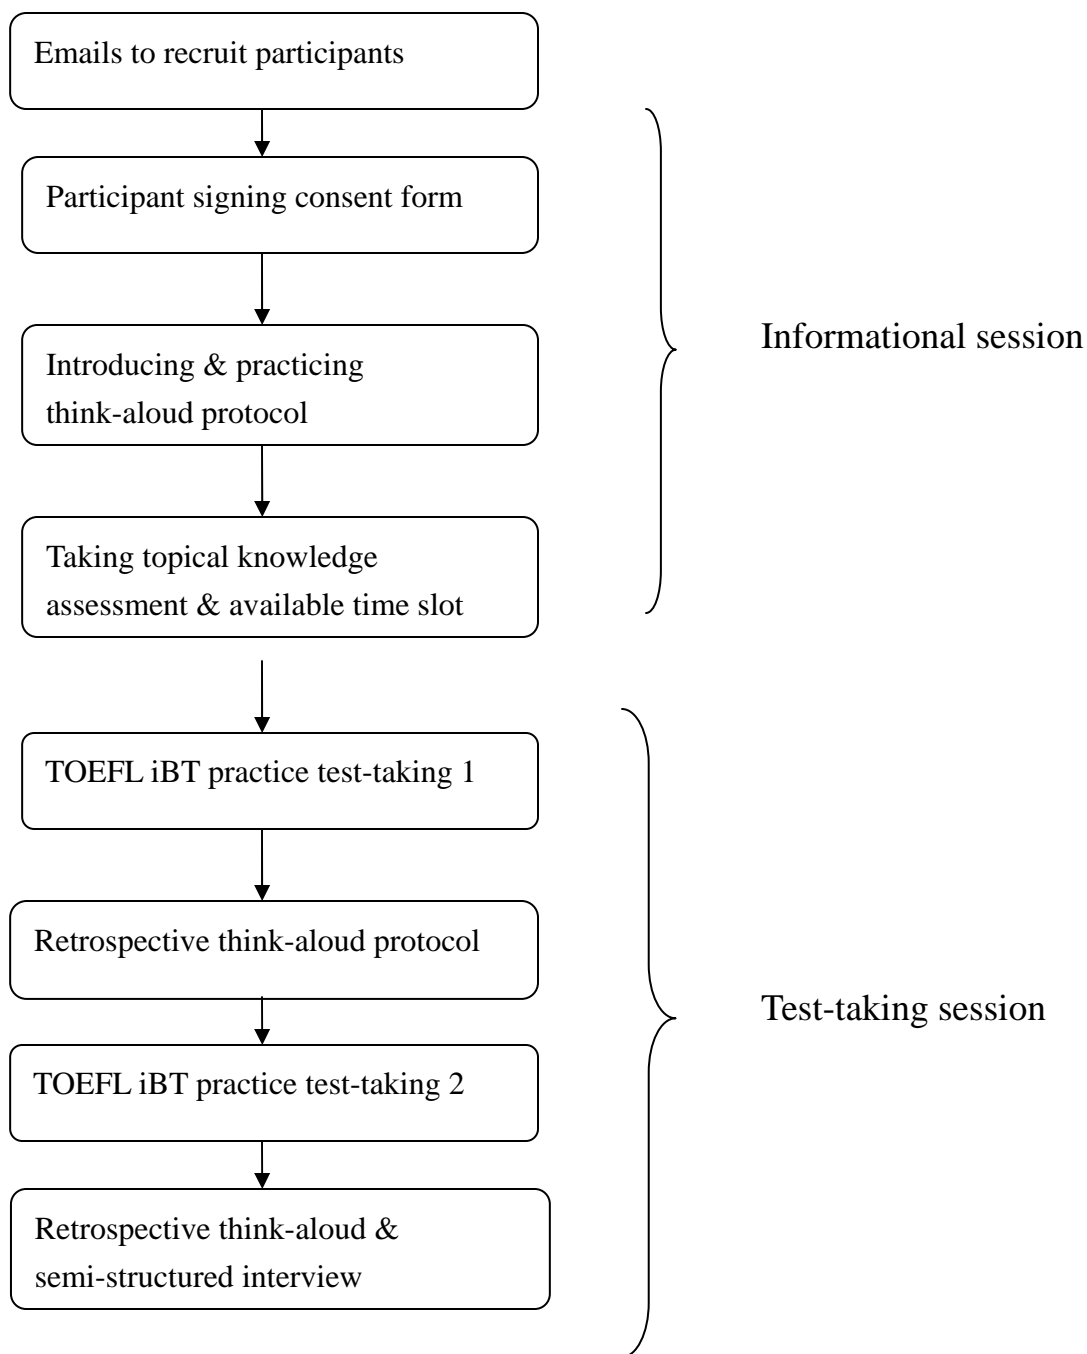 Emails to recruit participants
Participant signing consent form
Introducing & practicing
think-aloud protocol
Informational session
Taking topical knowledge
assessment & available time slot
TOEFL iBT practice test-taking 1
Retrospective think-aloud protocol
Test-taking session
TOEFL iBT practice test-taking 2
Retrospective think-aloud &
semi-structured interview